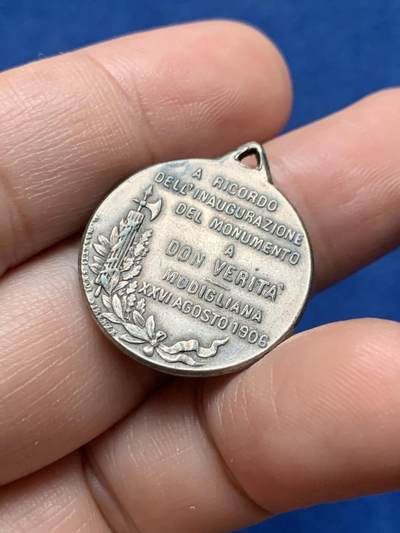 A RICORDO
DELL'INAUGURAZIONE
DEL MONUMENTO
A
DON VERITA'
MODIGLIANA
XXVI AGOSTO 1906